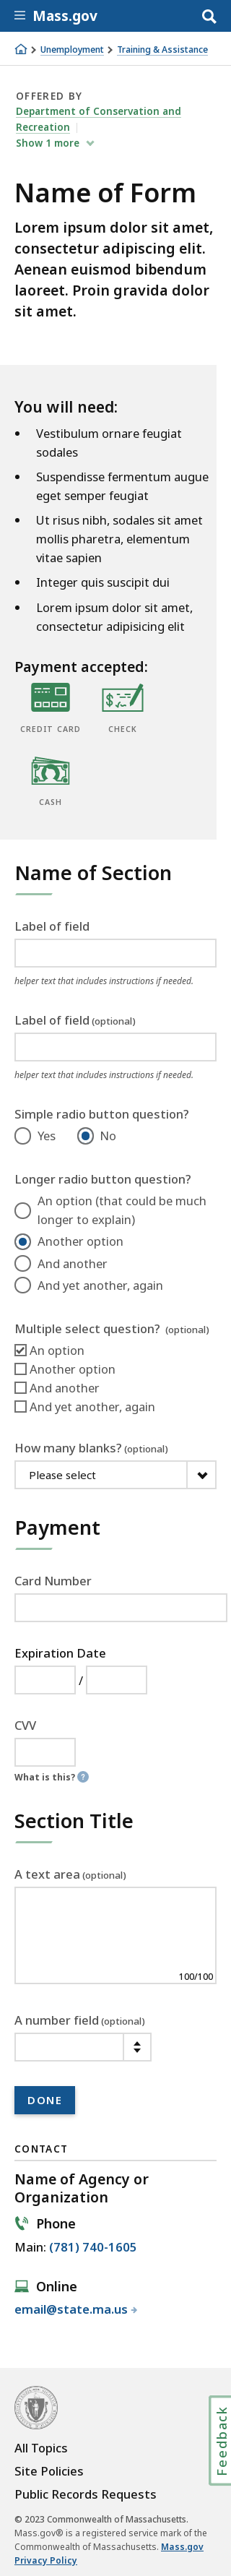 Mass.gov
Unemployment
Training & Assistance
OFFERED BY
Department of Conservation and
Recreation
Show 1 more
Name of Form
Lorem ipsum dolor sit amet,
consectetur adipiscing elit.
Aenean euismod bibendum
laoreet. Proin gravida dolor
sit amet.
You will need:
Vestibulum ornare feugiat
sodales
Suspendisse fermentum augue
eget semper feugiat
Ut risus nibh, sodales sit amet
mollis pharetra, elementum
vitae sapien
Integer quis suscipit dui
Lorem ipsum dolor sit amet,
consectetur adipisicing elit
Payment accepted:
CREDIT CARD
CHECK
CASH
Name of Section
Label of field
helper text that includes instructions if needed.
Label of field (optional)
helper text that includes instructions if needed.
Simple radio button question?
Yes
No
Longer radio button question?
An option (that could be much
longer to explain)
Another option
And another
And yet another, again
Multiple select question? (optional)
An option
Another option
And another
And yet another, again
How many blanks? (optional)
Please select
Payment
Card Number
Expiration Date
/
CVV
What is this? ?
Section Title
A text area (optional)
100/100
A number field (optional)
DONE
CONTACT
Name of Agency or
Organization
Phone
Main: (781) 740-1605
Online
email@state.ma.us
Feedback
All Topics
Site Policies
Public Records Requests
© 2023 Commonwealth of Massachusetts.
Mass.gov® is a registered service mark of the
Commonwealth of Massachusetts. Mass.gov
Privacy Policy